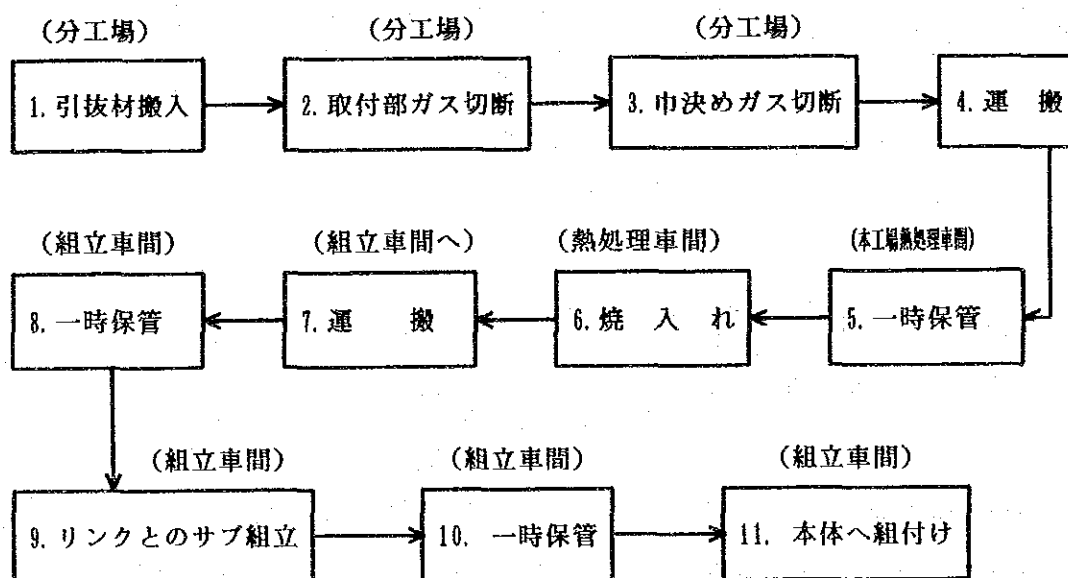 (分工場) (分工場) (分工場)
1. 引抜材搬入 2. 取付部ガス切断 3. 巾決めガス切断 4. 運 搬
(組立車間) (組立車間へ) (熱処理車間) (本工場熱処理車間)
8. 一時保管 7. 運 搬 6. 焼 入 れ 5. 一時保管
(組立車間) (組立車間) (組立車間)
9. リンクとのサブ組立 10. 一時保管 11. 本体へ組付け